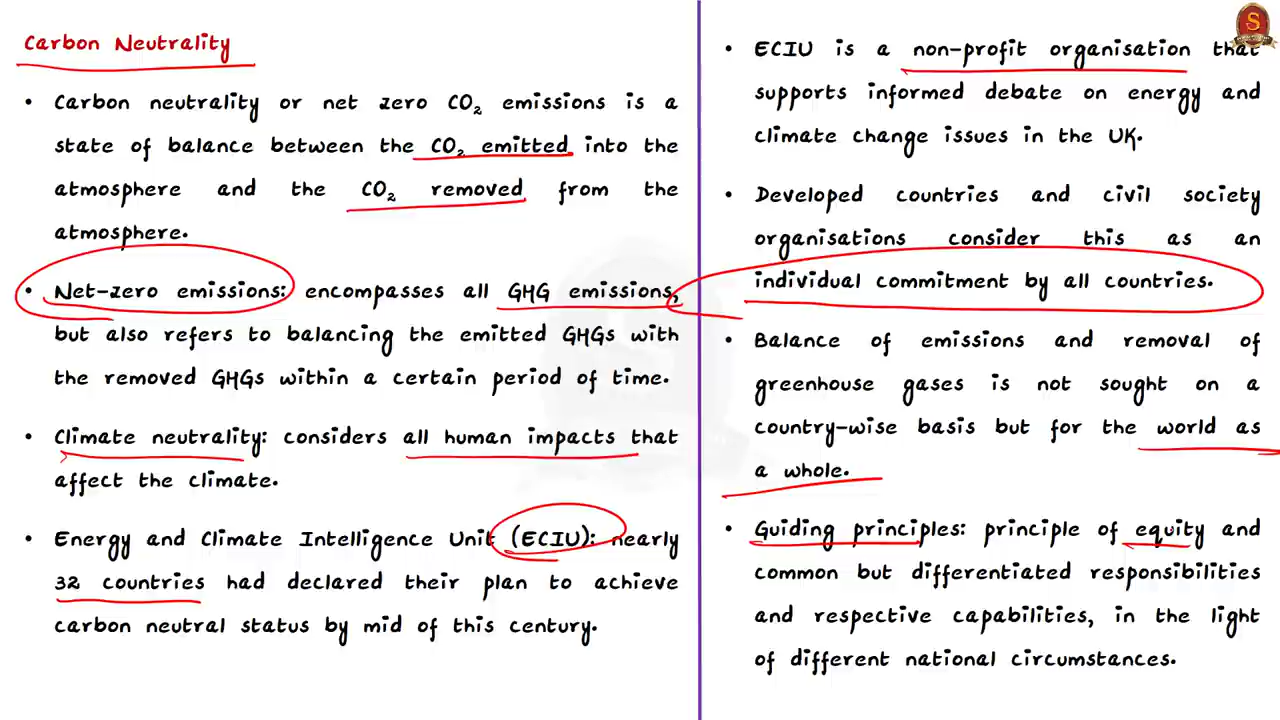 Carbon Neutrality
• Carbon neutrality or net zero CO₂ emissions is a
state of balance between the CO₂ emitted into the
atmosphere and the CO₂ removed from the
atmosphere.
• Net-zero emissions: encompasses all GHG emissions,
but also refers to balancing the emitted GHGs with
the removed GHGs within a certain period of time.
• Climate neutrality: considers all human impacts that
affect the climate.
• Energy and Climate Intelligence Unit (ECIU): nearly
32 countries had declared their plan to achieve
carbon neutral status by mid of this century.
• ECIU is a non-profit organisation that
supports informed debate on energy and
climate change issues in the UK.
• Developed countries and civil society
organisations consider this as an
individual commitment by all countries.
• Balance of emissions and removal of
greenhouse gases is not sought on a
country-wise basis but for the world as
a whole.
• Guiding principles: principle of equity and
common but differentiated responsibilities
and respective capabilities, in the light
of different national circumstances.
S